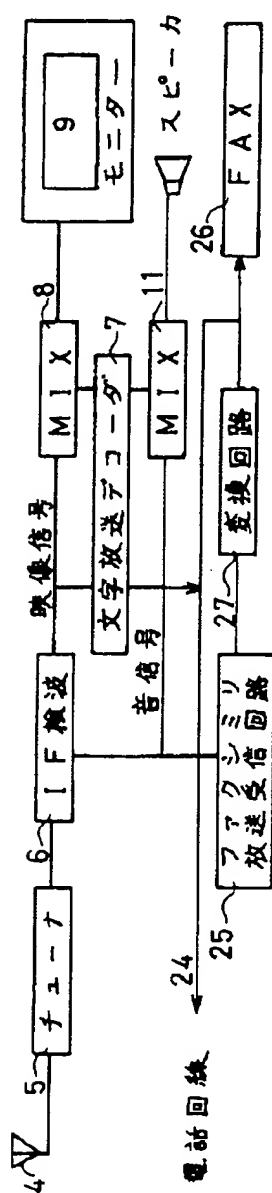 4
5
チューナ
6
IF検波
映像信号
8
MIX
9
モニター
文字放送デコーダ
7
音信号
MIX
11
スピーカ
24
電話回線
25
ファクシミリ
放送受信回路
27
変換回路
26
FAX